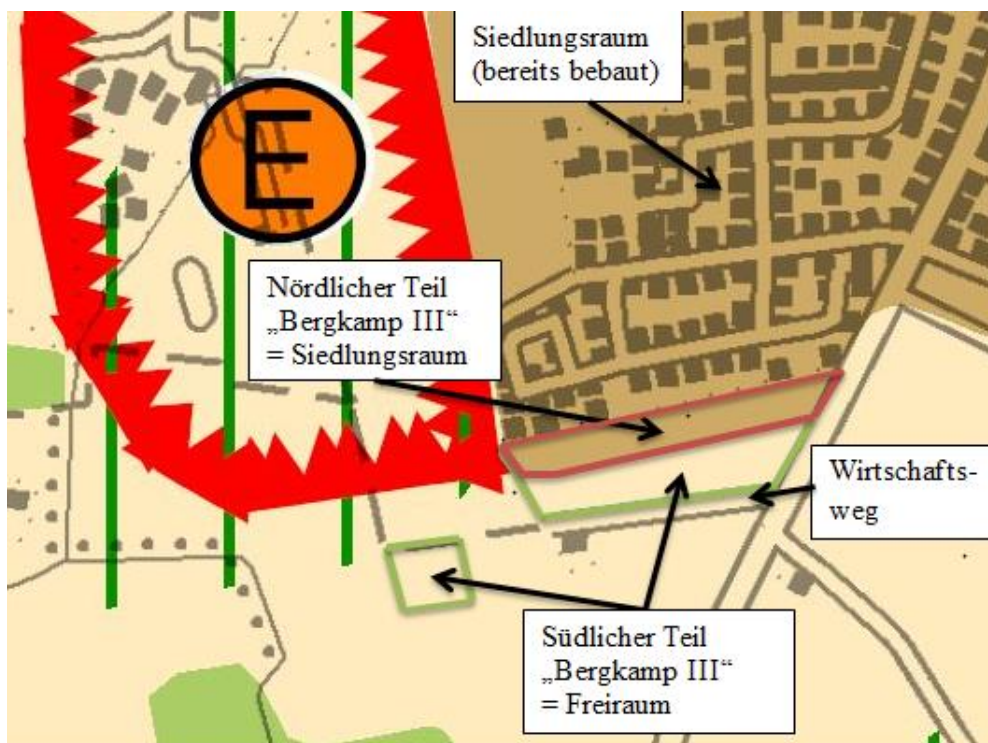 Siedlungsraum
(bereits bebaut)
E
Nördlicher Teil
„Bergkamp III“
= Siedlungsraum
Wirtschafts-
weg
Südlicher Teil
„Bergkamp III“
= Freiraum